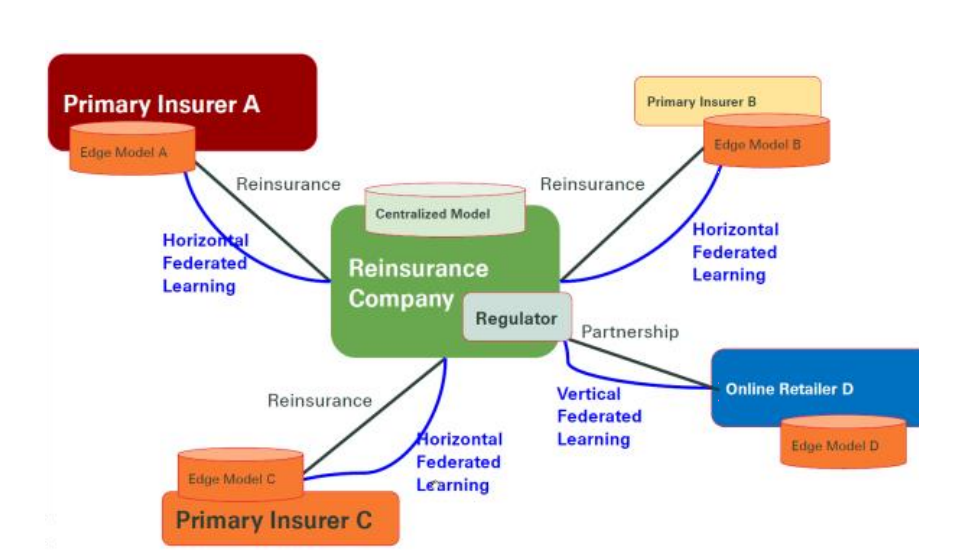 Primary Insurer A
Edge Model A
Primary Insurer B
Edge Model B
Reinsurance
Reinsurance
Centralized Model
Horizontal
Federated
Learning
Horizontal
Federated
Learning
Reinsurance
Company
Regulator
Partnership
Online Retailer D
Edge Model D
Vertical
Federated
Learning
Reinsurance
Horizontal
Federated
Learning
Edge Model C
Primary Insurer C